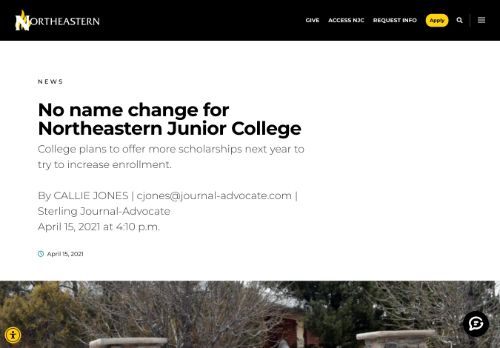 NORTHEASTERN
GIVE ACCESS NJC REQUEST INFO Apply
NEWS
No name change for
Northeastern Junior College
College plans to offer more scholarships next year to
try to increase enrollment.
By CALLIE JONES | cjones@journal-advocate.com |
Sterling Journal-Advocate
April 15, 2021 at 4:10 p.m.
April 15, 2021